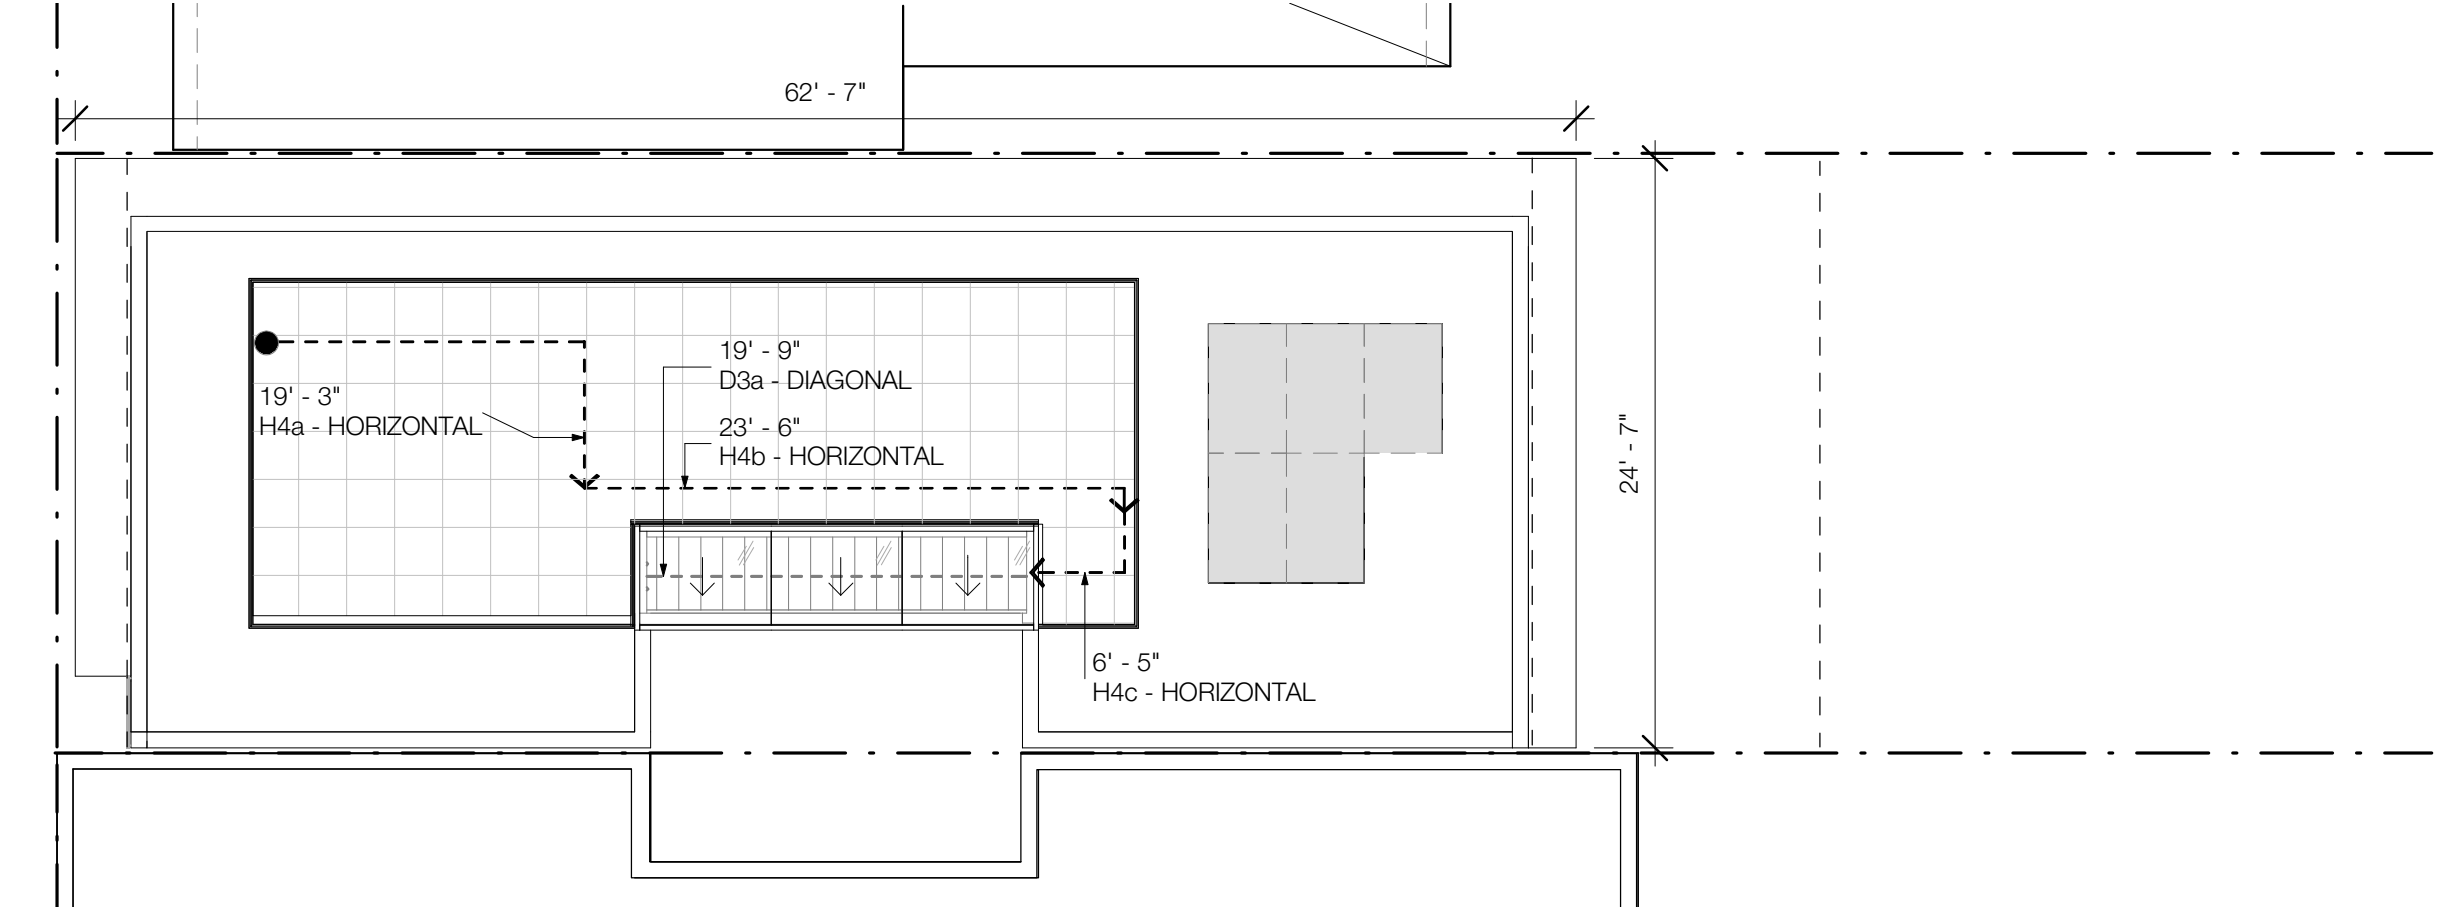 62' - 7"
19' - 9"
D3a - DIAGONAL
19' - 3"
H4a - HORIZONTAL
23' - 6"
H4b - HORIZONTAL
24' - 7"
6' - 5"
H4c - HORIZONTAL